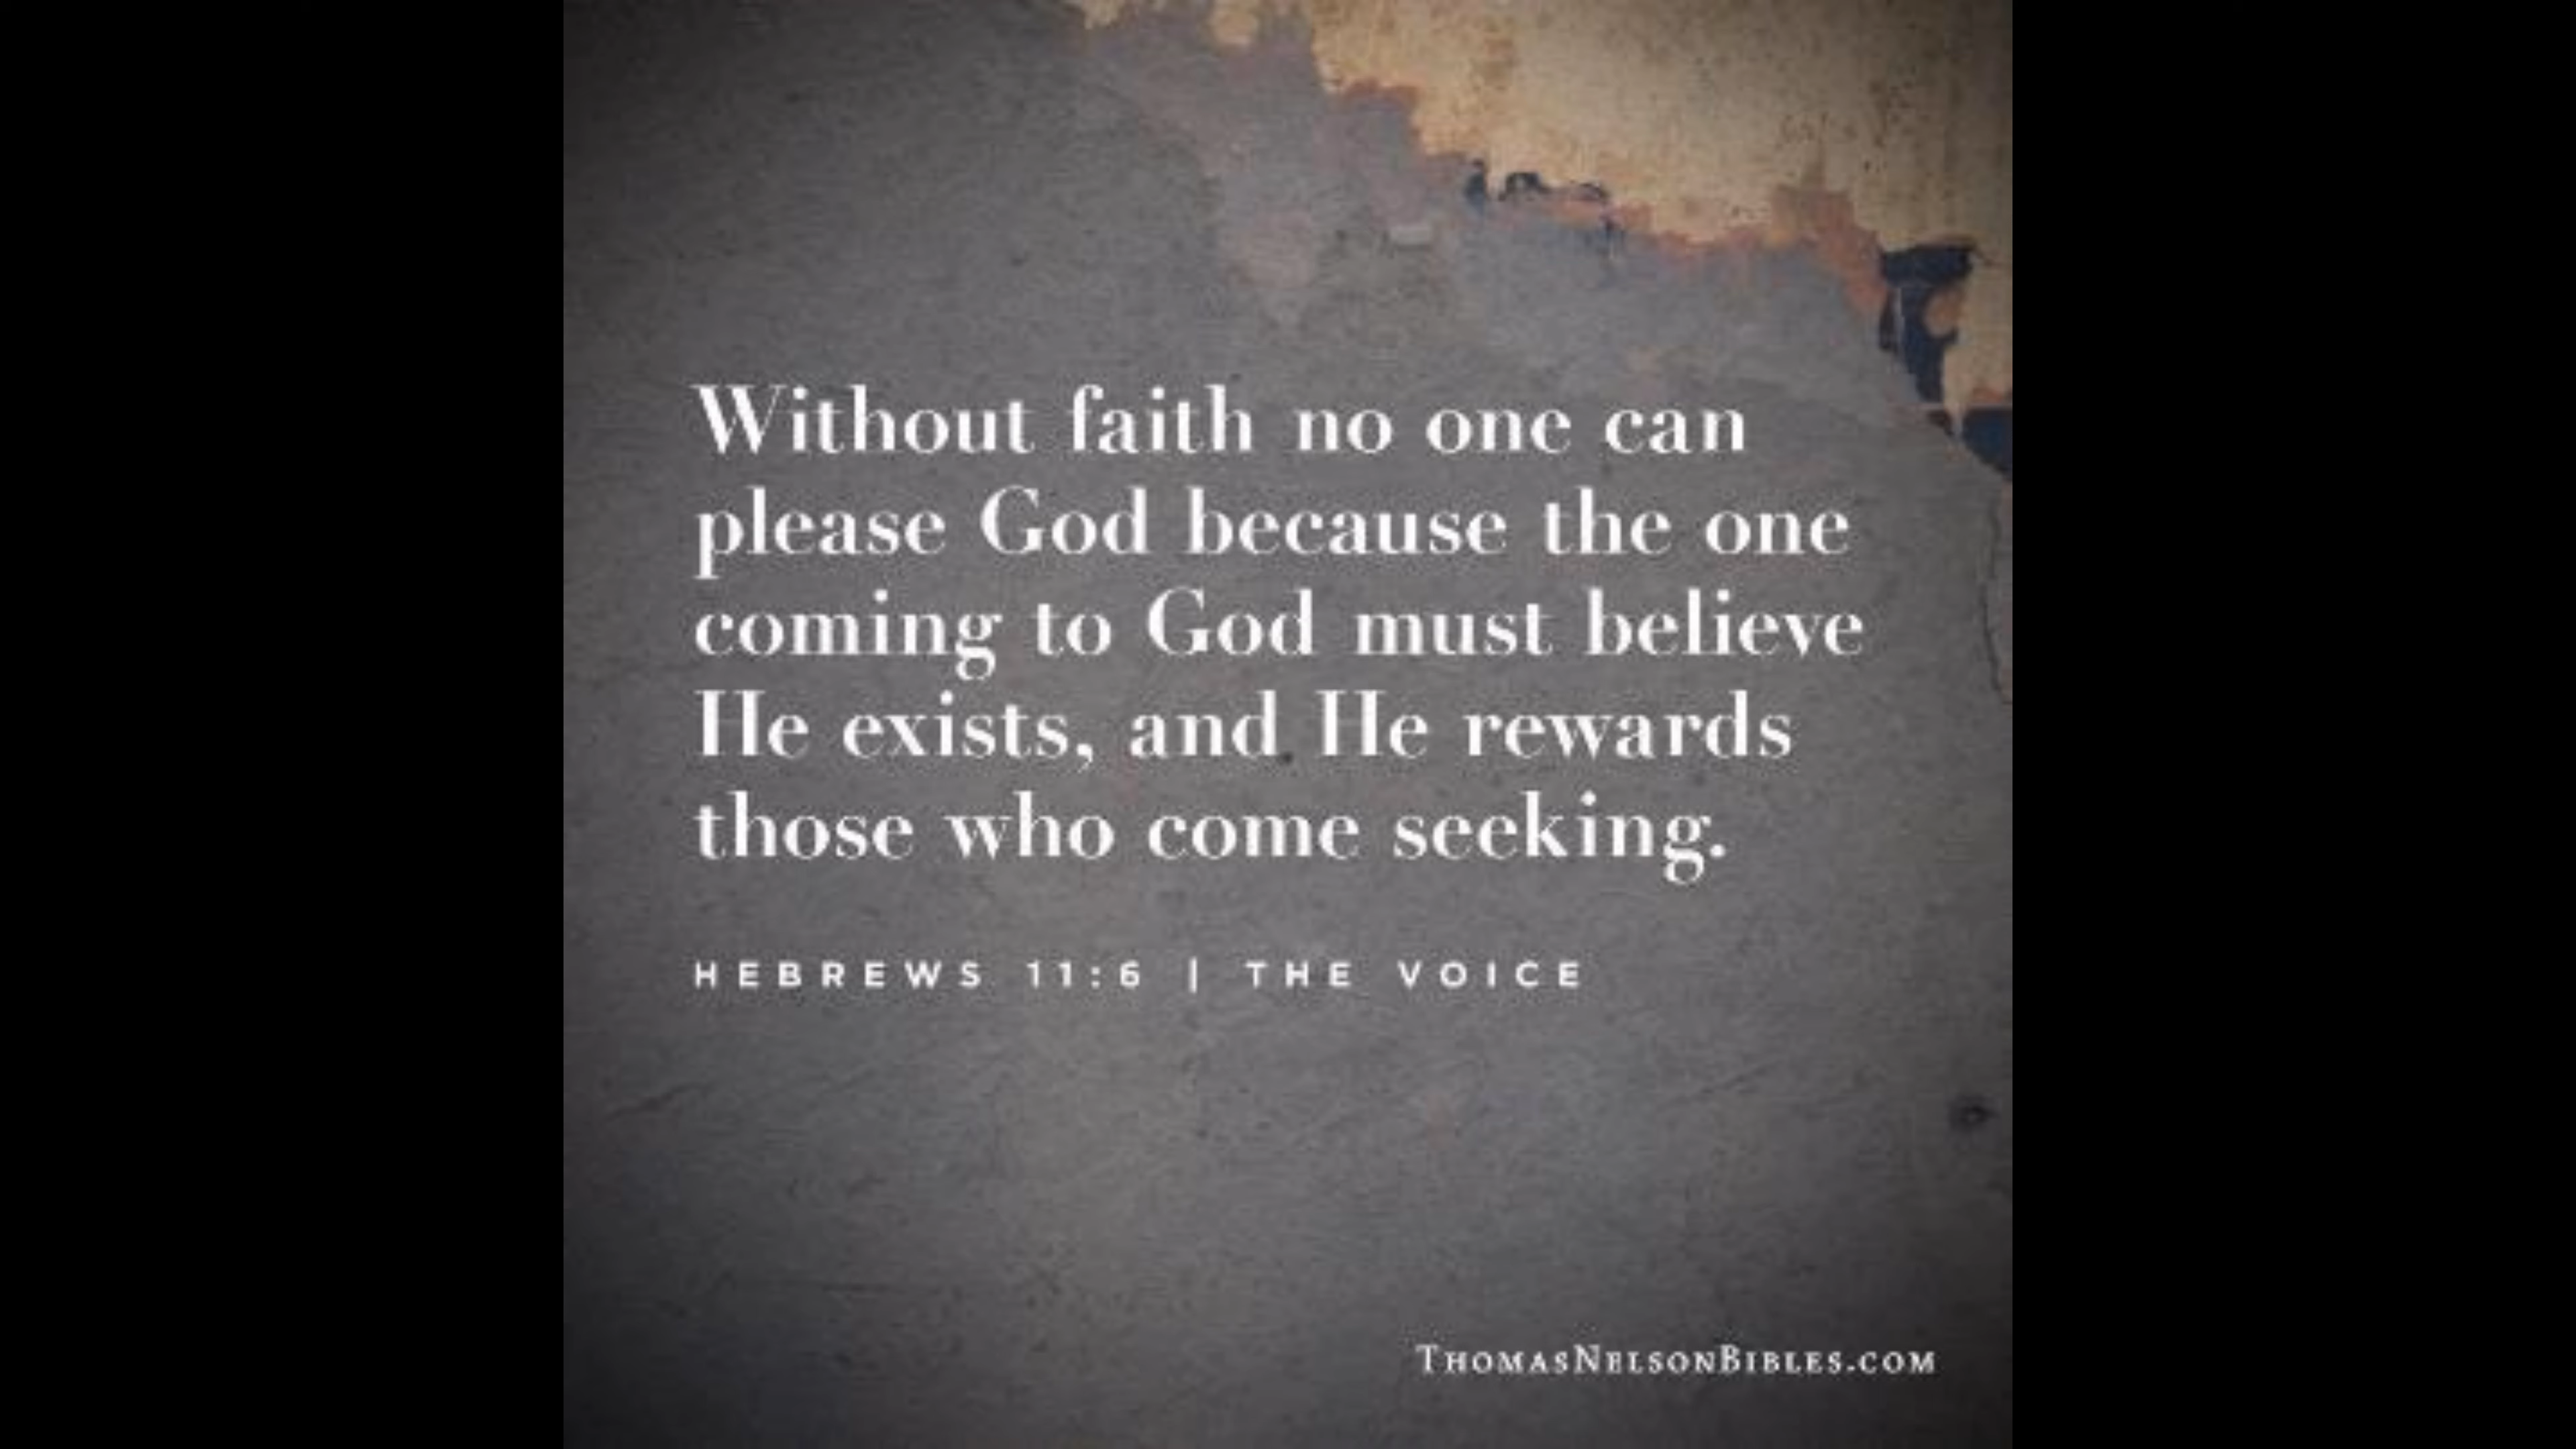 Without faith no one can
please God because the one
coming to God must believe
He exists, and He rewards
those who come seeking.
HEBREWS 11:6 | THE VOICE
THOMASNELSONBIBLES.COM